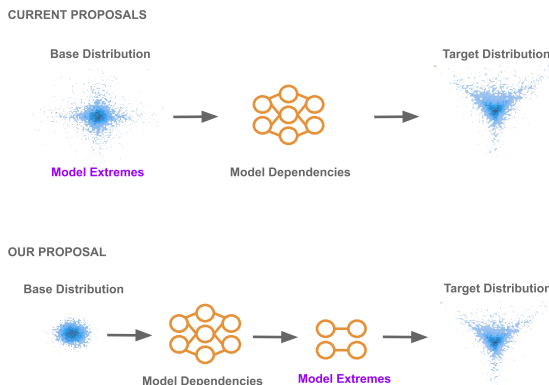 CURRENT PROPOSALS
Base Distribution
Target Distribution
Model Extremes
Model Dependencies
OUR PROPOSAL
Base Distribution
Target Distribution
Model Dependencies
Model Extremes